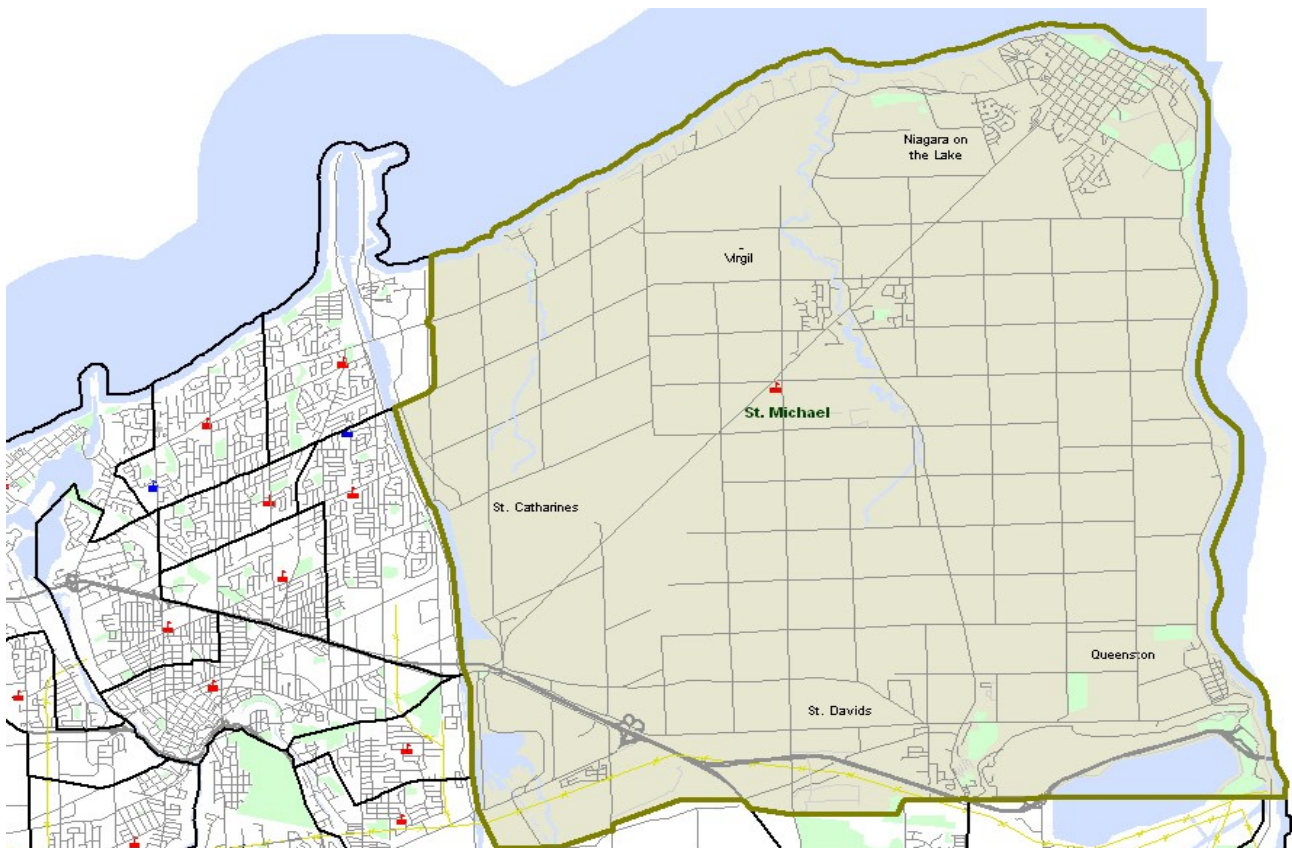 Niagara on
the Lake
Virgil
St. Michael
St. Catharines
Queenston
St. Davids